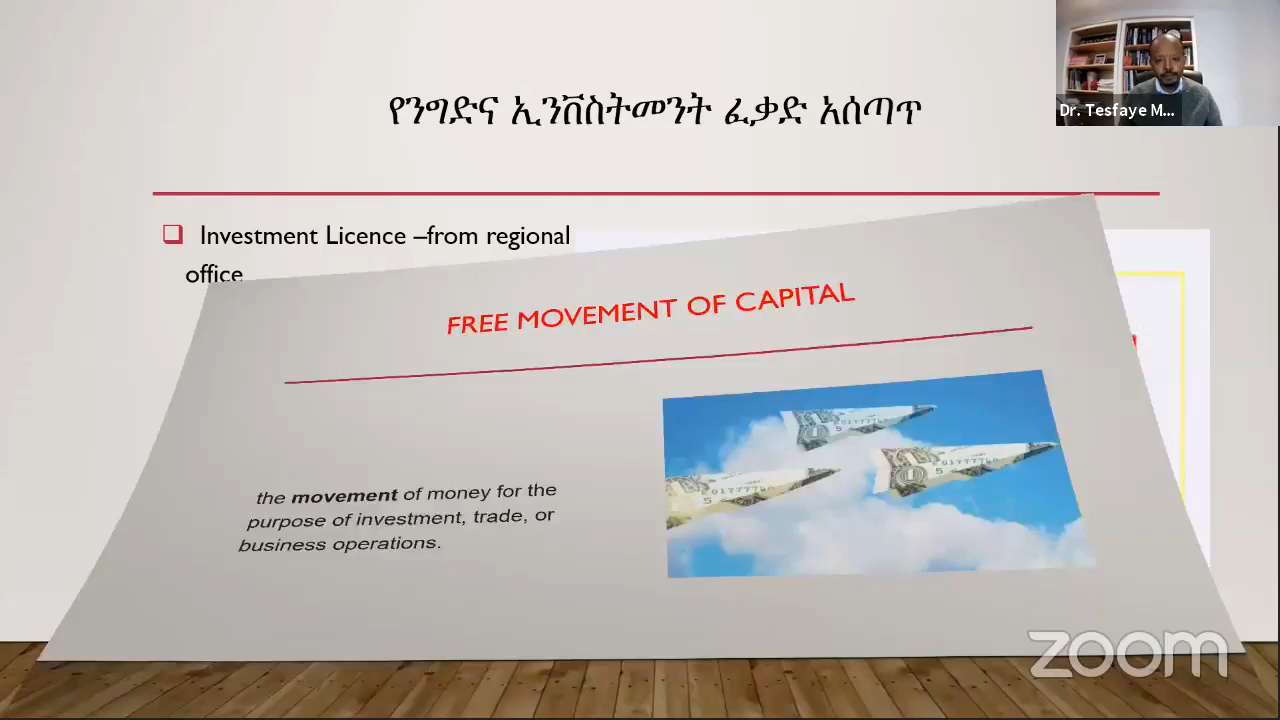 የንግድና ኢንቨስትመንት ፈቃድ አሰጣጥ
Dr. Tesfaye M...
Investment Licence –from regional
office
FREE MOVEMENT OF CAPITAL
the movement of money for the
purpose of investment, trade, or
business operations.
zoom